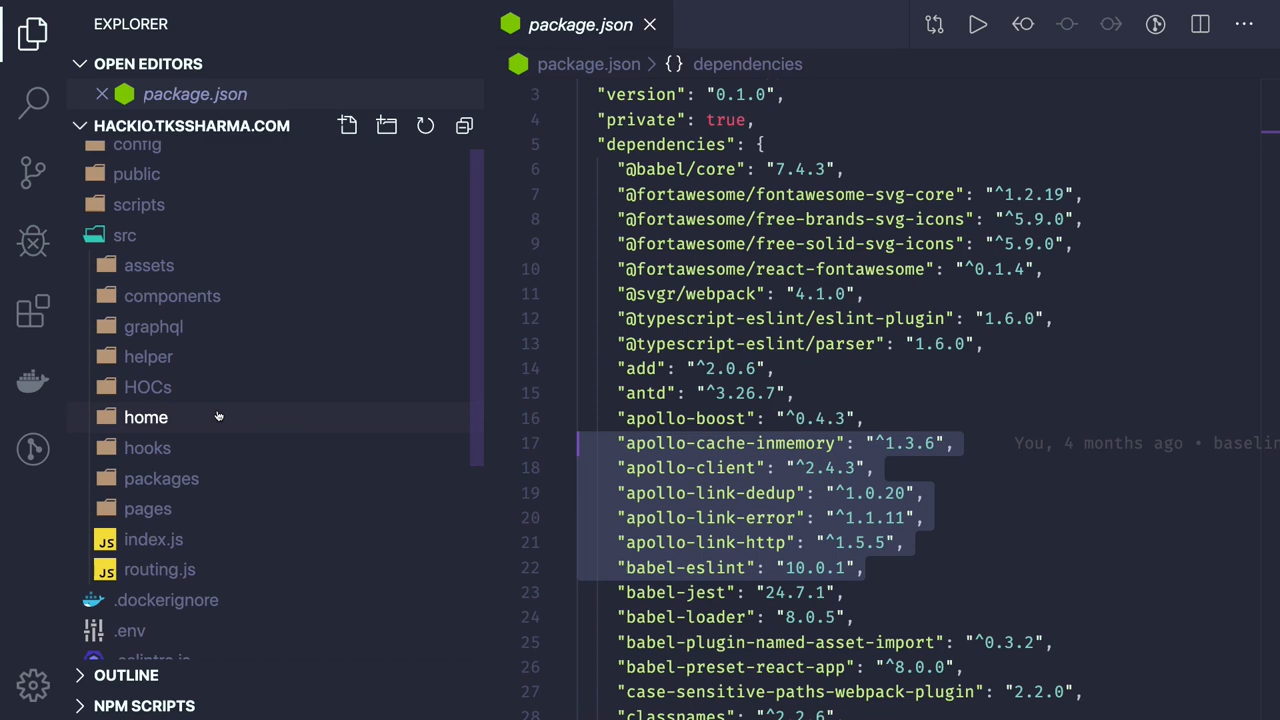 EXPLORER
OPEN EDITORS
package.json
HACKIO.TKSSHARMA.COM
config
public
scripts
src
assets
components
graphql
helper
HOCs
home
hooks
packages
pages
JS index.js
JS routing.js
.dockerignore
.env
OUTLINE
NPM SCRIPTS
package.json
package.json > {} dependencies
3 "version": "0.1.0",
4 "private": true,
5 "dependencies": {
6 "@babel/core": "7.4.3",
7 "@fortawesome/fontawesome-svg-core": "^1.2.19",
8 "@fortawesome/free-brands-svg-icons": "^5.9.0",
9 "@fortawesome/free-solid-svg-icons": "^5.9.0",
10 "@fortawesome/react-fontawesome": "^0.1.4",
11 "@svgr/webpack": "4.1.0",
12 "@typescript-eslint/eslint-plugin": "1.6.0",
13 "@typescript-eslint/parser": "1.6.0",
14 "add": "^2.0.6",
15 "antd": "^3.26.7",
16 "apollo-boost": "^0.4.3",
17 "apollo-cache-inmemory": "^1.3.6", You, 4 months ago • baselin
18 "apollo-client": "^2.4.3",
19 "apollo-link-dedup": "^1.0.20",
20 "apollo-link-error": "^1.1.11",
21 "apollo-link-http": "^1.5.5",
22 "babel-eslint": "10.0.1",
23 "babel-jest": "24.7.1",
24 "babel-loader": "8.0.5",
25 "babel-plugin-named-asset-import": "^0.3.2",
26 "babel-preset-react-app": "^8.0.0",
27 "case-sensitive-paths-webpack-plugin": "2.2.0",
28 "classnames": "^2.2.6",